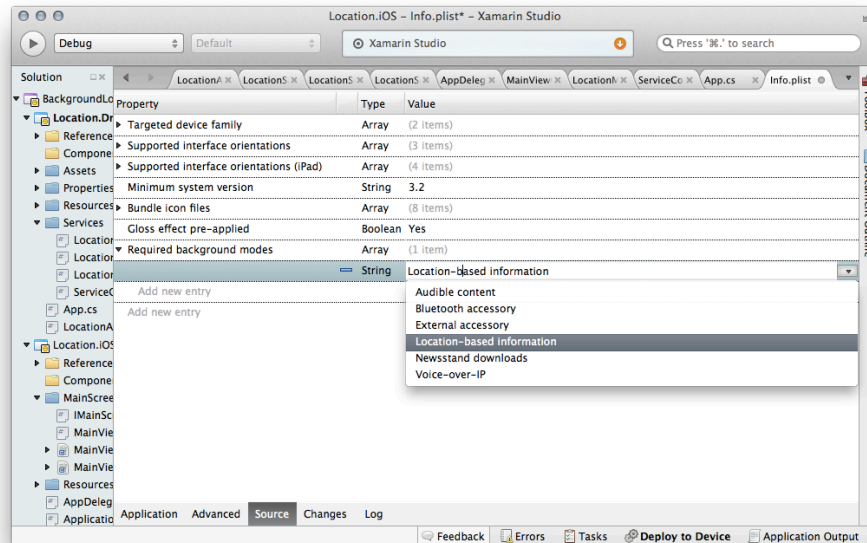 Location.iOS – Info.plist* – Xamarin Studio
Debug
Default
Xamarin Studio
Press '⌘.' to search
Solution
LocationA
LocationS
LocationS
LocationS
AppDeleg
MainView
LocationM
ServiceCo
App.cs
Info.plist
BackgroundLo
Location.Dr
Reference
Compone
Assets
Properties
Resources
Services
Location
Location
Location
ServiceC
App.cs
LocationA
Location.iOS
Reference
Compone
MainScree
IMainSc
MainVie
MainVie
MainVie
Resources
AppDeleg
Applicatio
Property Type Value
Targeted device family Array (2 items)
Supported interface orientations Array (3 items)
Supported interface orientations (iPad) Array (4 items)
Minimum system version String 3.2
Bundle icon files Array (8 items)
Gloss effect pre-applied Boolean Yes
Required background modes Array (1 item)
String Location-based information
Add new entry
Add new entry
Audible content
Bluetooth accessory
External accessory
Location-based information
Newsstand downloads
Voice-over-IP
Application Advanced Source Changes Log
Feedback Errors Tasks Deploy to Device Application Output